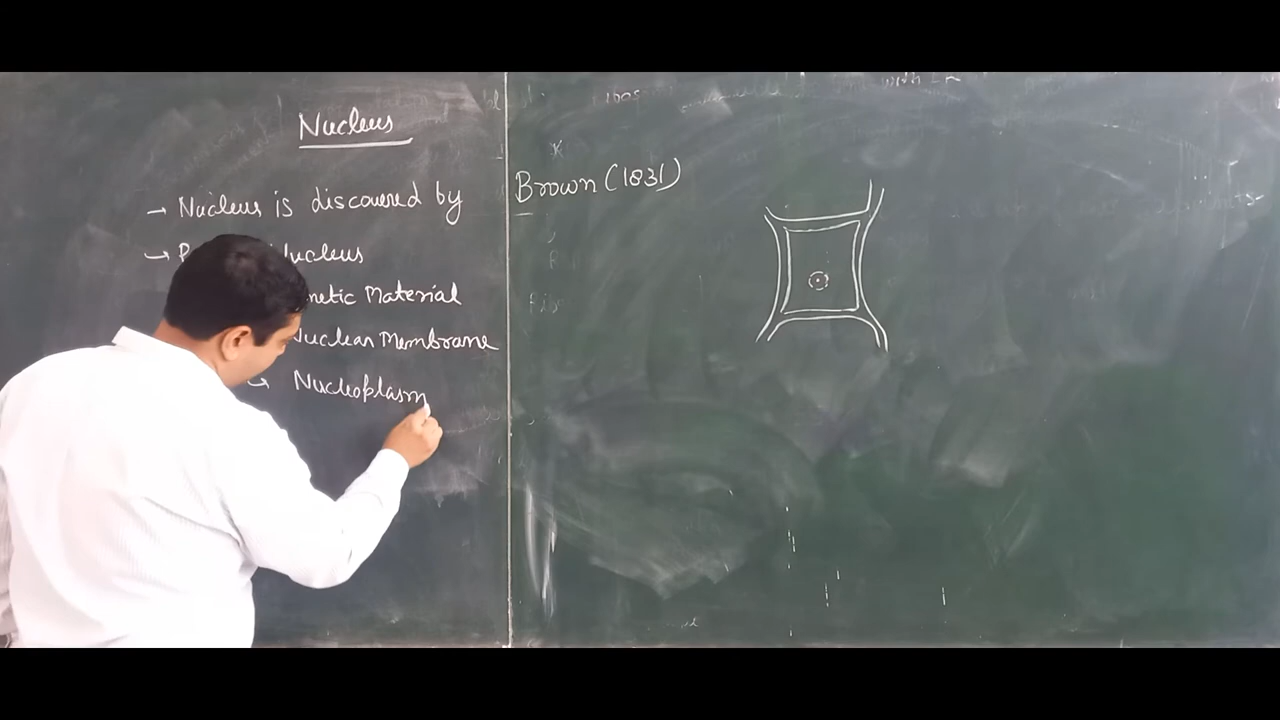 Nucleus
→ Nucleus is discovered by Brown (1831)
→ Nucleus
Material
Nuclear Membrane
→ Nucleoplasm